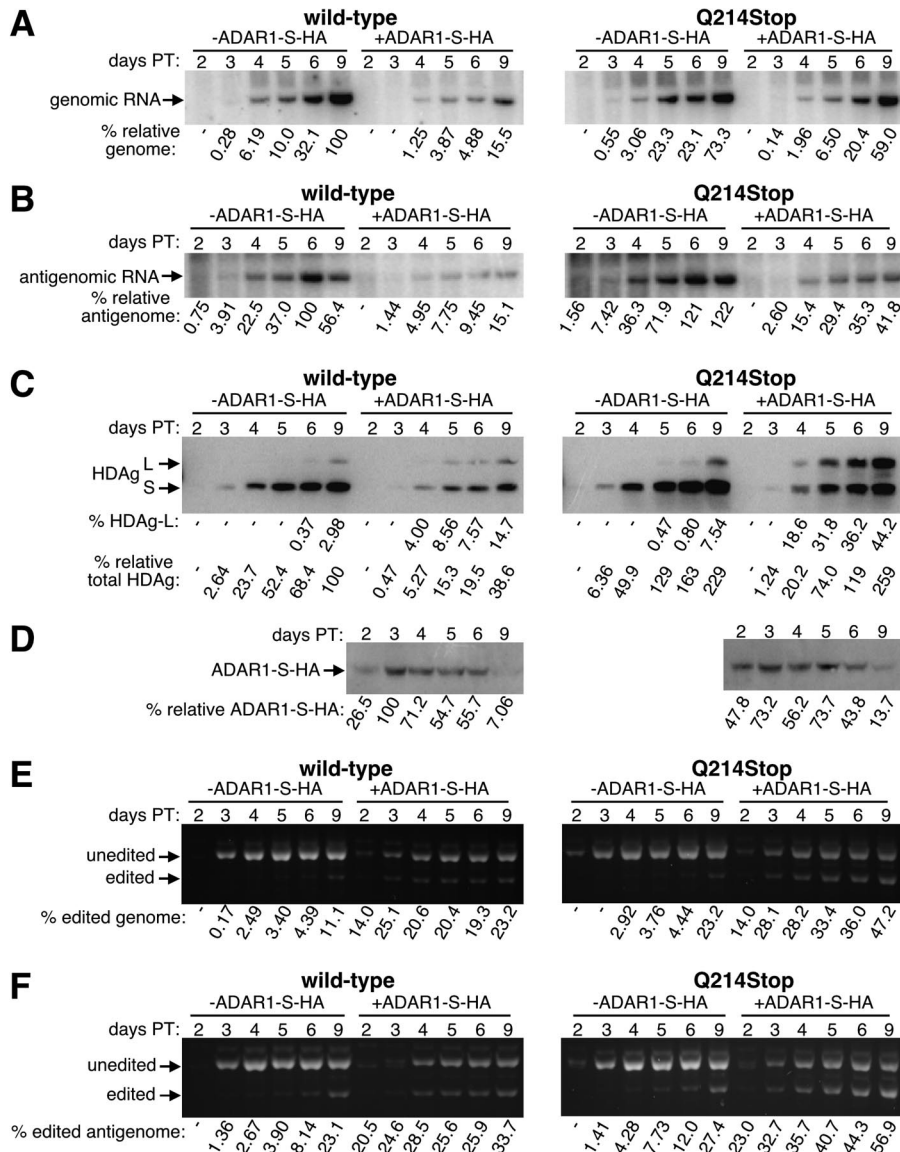 A
wild-type Q214Stop
-ADAR1-S-HA +ADAR1-S-HA -ADAR1-S-HA +ADAR1-S-HA
days PT: 2 3 4 5 6 9 2 3 4 5 6 9 2 3 4 5 6 9 2 3 4 5 6 9
genomic RNA
% relative genome: - 0.28 6.19 10.0 32.1 100 - - 1.25 3.87 4.88 15.5 - 0.55 3.06 23.3 23.1 73.3 - 0.14 1.96 6.50 20.4 59.0
B
wild-type Q214Stop
-ADAR1-S-HA +ADAR1-S-HA -ADAR1-S-HA +ADAR1-S-HA
days PT: 2 3 4 5 6 9 2 3 4 5 6 9 2 3 4 5 6 9 2 3 4 5 6 9
antigenomic RNA
% relative antigenome: 0.75 3.91 22.5 37.0 100 56.4 - 1.44 4.95 7.75 9.45 15.1 1.56 7.42 36.3 71.9 121 122 - 2.60 15.4 29.4 35.3 41.8
C
wild-type Q214Stop
-ADAR1-S-HA +ADAR1-S-HA -ADAR1-S-HA +ADAR1-S-HA
days PT: 2 3 4 5 6 9 2 3 4 5 6 9 2 3 4 5 6 9 2 3 4 5 6 9
HDAg L
S
% HDAg-L: - - - - 0.37 2.98 - - 4.00 8.56 7.57 14.7 - - - 0.47 0.80 7.54 - - 18.6 31.8 36.2 44.2
% relative total HDAg: - 2.64 23.7 52.4 68.4 100 - 0.47 5.27 15.3 19.5 38.6 - 6.36 49.9 129 163 229 - 1.24 20.2 74.0 119 259
D
days PT: 2 3 4 5 6 9 2 3 4 5 6 9
ADAR1-S-HA
% relative ADAR1-S-HA: 26.5 100 71.2 54.7 55.7 7.06 47.8 73.2 56.2 73.7 43.8 13.7
E
wild-type Q214Stop
-ADAR1-S-HA +ADAR1-S-HA -ADAR1-S-HA +ADAR1-S-HA
days PT: 2 3 4 5 6 9 2 3 4 5 6 9 2 3 4 5 6 9 2 3 4 5 6 9
unedited
edited
% edited genome: - 0.17 2.49 3.40 4.39 11.1 14.0 25.1 20.6 20.4 19.3 23.2 - - 2.92 3.76 4.44 23.2 14.0 28.1 28.2 33.4 36.0 47.2
F
wild-type Q214Stop
-ADAR1-S-HA +ADAR1-S-HA -ADAR1-S-HA +ADAR1-S-HA
days PT: 2 3 4 5 6 9 2 3 4 5 6 9 2 3 4 5 6 9 2 3 4 5 6 9
unedited
edited
% edited antigenome: - 1.36 2.67 3.90 8.14 23.1 20.5 24.6 28.5 25.6 25.9 33.7 - 1.41 4.28 7.73 12.0 27.4 23.0 32.7 35.7 40.7 44.3 56.9